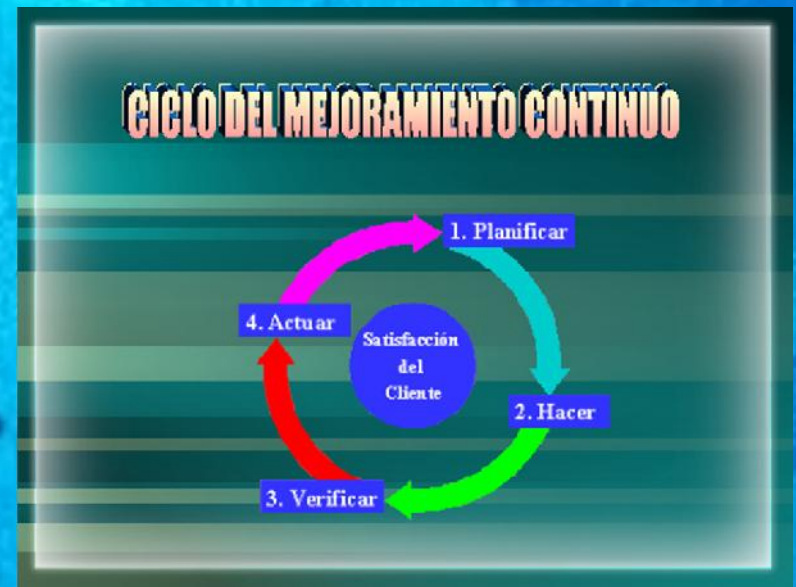 CICLO DEL MEJORAMIENTO CONTINUO
1. Planificar
4. Actuar
Satisfacción
del
Cliente
2. Hacer
3. Verificar